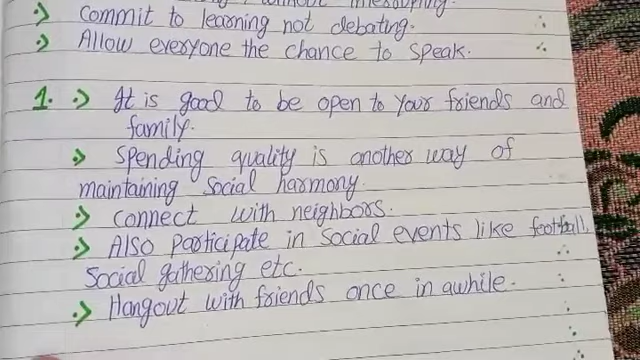 :) Commit to learning not debating.
:) Allow everyone the chance to speak.
1. :) It is good to be open to your friends and
family.
:) Spending quality is another way of
maintaining social harmony.
:) Connect with neighbors.
:) Also participate in social events like football,
Social gathering etc.
:) Hangout with friends once in awhile.